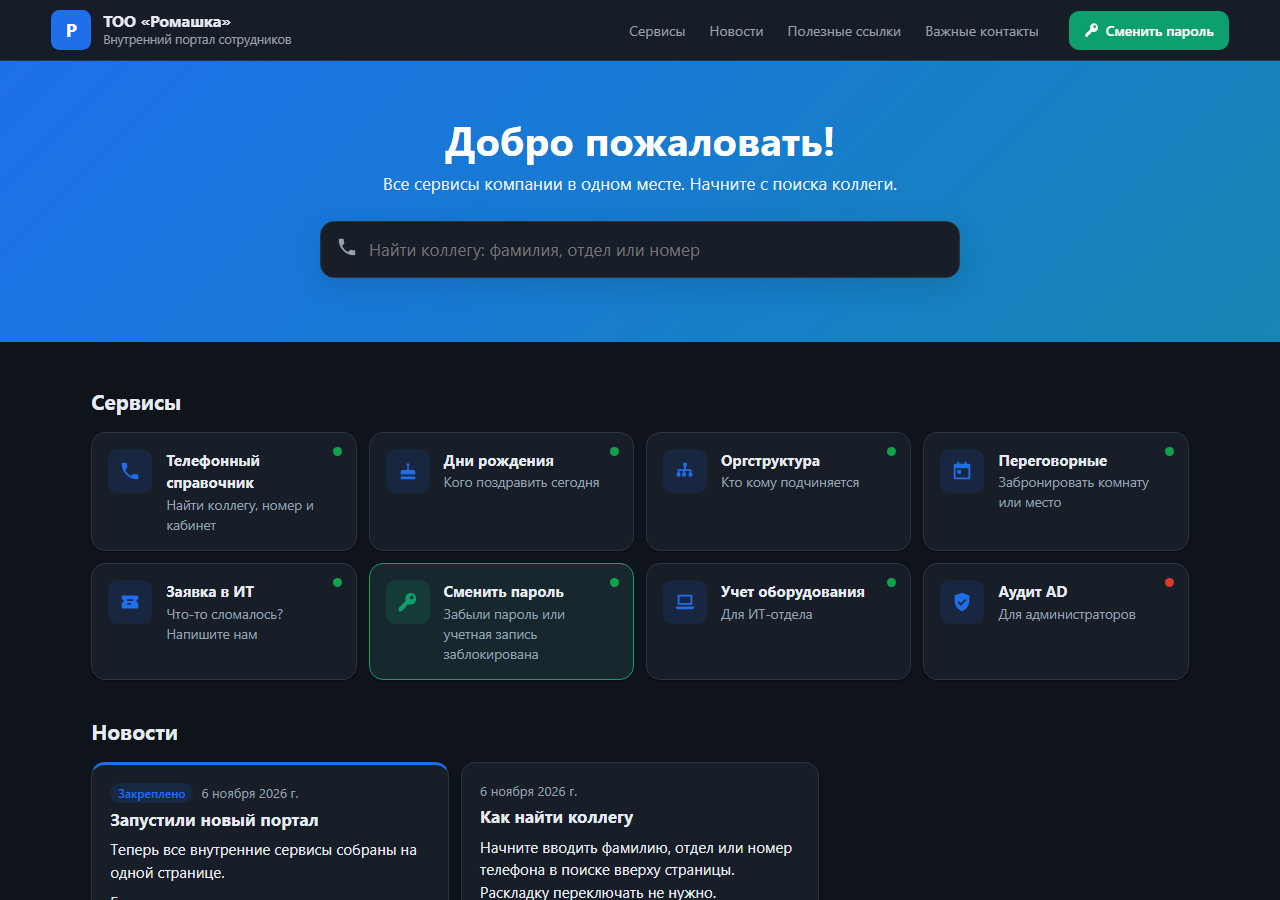 P
ТОО «Ромашка»
Внутренний портал сотрудников
Сервисы
Новости
Полезные ссылки
Важные контакты
Сменить пароль
Добро пожаловать!
Все сервисы компании в одном месте. Начните с поиска коллеги.
Найти коллегу: фамилия, отдел или номер
Сервисы
Телефонный
справочник
Найти коллегу, номер и
кабинет
Дни рождения
Кого поздравить сегодня
Оргструктура
Кто кому подчиняется
Переговорные
Забронировать комнату
или место
Заявка в ИТ
Что-то сломалось?
Напишите нам
Сменить пароль
Забыли пароль или
учетная запись
заблокирована
Учет оборудования
Для ИТ-отдела
Аудит AD
Для администраторов
Новости
Закреплено 6 ноября 2026 г.
Запустили новый портал
Теперь все внутренние сервисы собраны на
одной странице.
6 ноября 2026 г.
Как найти коллегу
Начните вводить фамилию, отдел или номер
телефона в поиске вверху страницы.
Раскладку переключать не нужно.